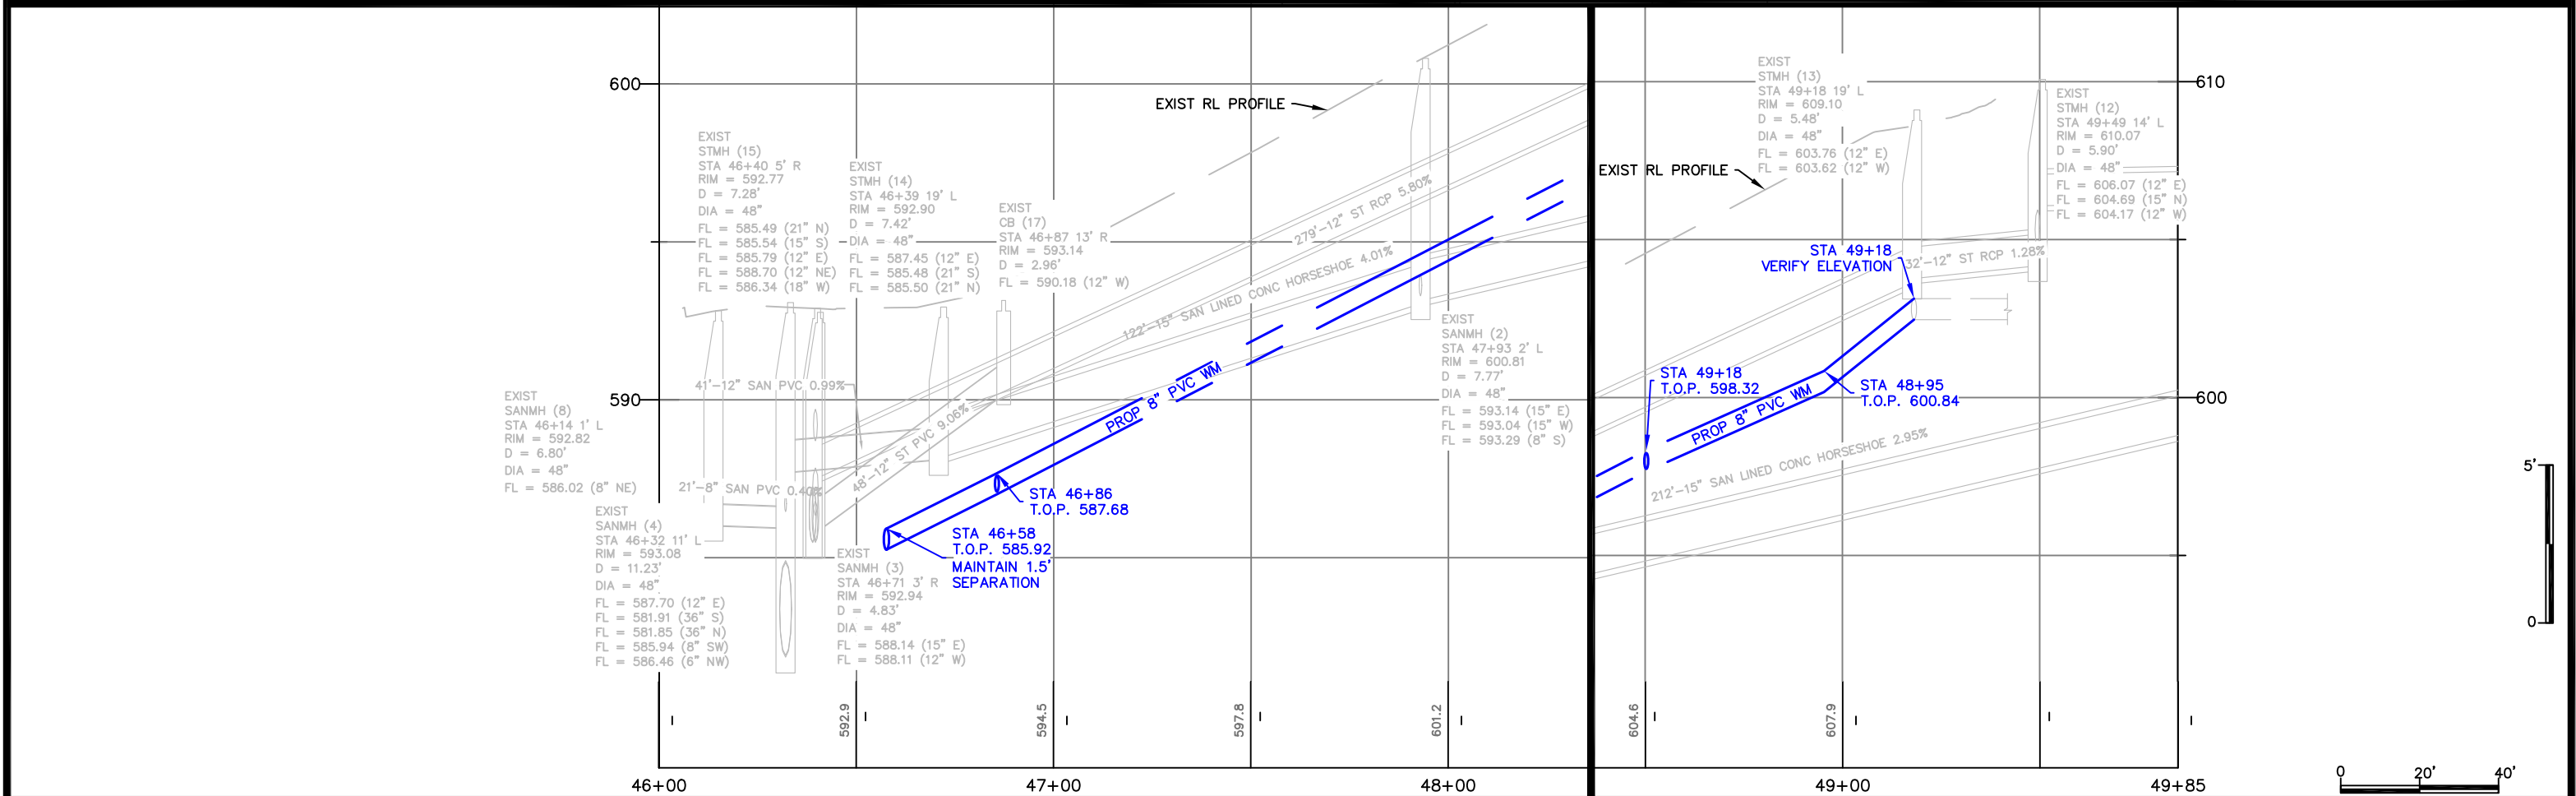 600
590
EXIST RL PROFILE
EXIST
STMH (15)
STA 46+40 5' R
RIM = 592.77
D = 7.28'
DIA = 48"
FL = 585.49 (21" N)
FL = 585.54 (15" S)
FL = 585.79 (12" E)
FL = 588.70 (12" NE)
FL = 586.34 (18" W)
EXIST
STMH (14)
STA 46+39 19' L
RIM = 592.90
D = 7.42'
DIA = 48"
FL = 587.45 (12" E)
FL = 585.48 (21" S)
FL = 585.50 (21" N)
EXIST
CB (17)
STA 46+87 13' R
RIM = 593.14
D = 2.96'
FL = 590.18 (12" W)
279'-12" ST RCP 5.80%
122'-15" SAN LINED CONC HORSESHOE 4.01%
41'-12" SAN PVC 0.99%
48'-12" ST PVC 9.06%
21'-8" SAN PVC 0.40%
PROP 8" PVC WM
EXIST
SANMH (8)
STA 46+14 1' L
RIM = 592.82
D = 6.80'
DIA = 48"
FL = 586.02 (8" NE)
EXIST
SANMH (4)
STA 46+32 11' L
RIM = 593.08
D = 11.23'
DIA = 48"
FL = 587.70 (12" E)
FL = 581.91 (36" S)
FL = 581.85 (36" N)
FL = 585.94 (8" SW)
FL = 586.46 (6" NW)
EXIST
SANMH (3)
STA 46+71 3' R
RIM = 592.94
D = 4.83'
DIA = 48"
FL = 588.14 (15" E)
FL = 588.11 (12" W)
STA 46+86
T.O.P. 587.68
STA 46+58
T.O.P. 585.92
MAINTAIN 1.5'
SEPARATION
EXIST
SANMH (2)
STA 47+93 2' L
RIM = 600.81
D = 7.77'
DIA = 48"
FL = 593.14 (15" E)
FL = 593.04 (15" W)
FL = 593.29 (8" S)
592.9
594.5
597.8
601.2
46+00
47+00
48+00
EXIST RL PROFILE
EXIST
STMH (13)
STA 49+18 19' L
RIM = 609.10
D = 5.48'
DIA = 48"
FL = 603.76 (12" E)
FL = 603.62 (12" W)
EXIST
STMH (12)
STA 49+49 14' L
RIM = 610.07
D = 5.90'
DIA = 48"
FL = 606.07 (12" E)
FL = 604.69 (15" N)
FL = 604.17 (12" W)
610
600
STA 49+18
VERIFY ELEVATION
32'-12" ST RCP 1.28%
STA 49+18
T.O.P. 598.32
STA 48+95
T.O.P. 600.84
PROP 8" PVC WM
212'-15" SAN LINED CONC HORSESHOE 2.95%
604.6
607.9
49+00
49+85
5'
0
0
20'
40'